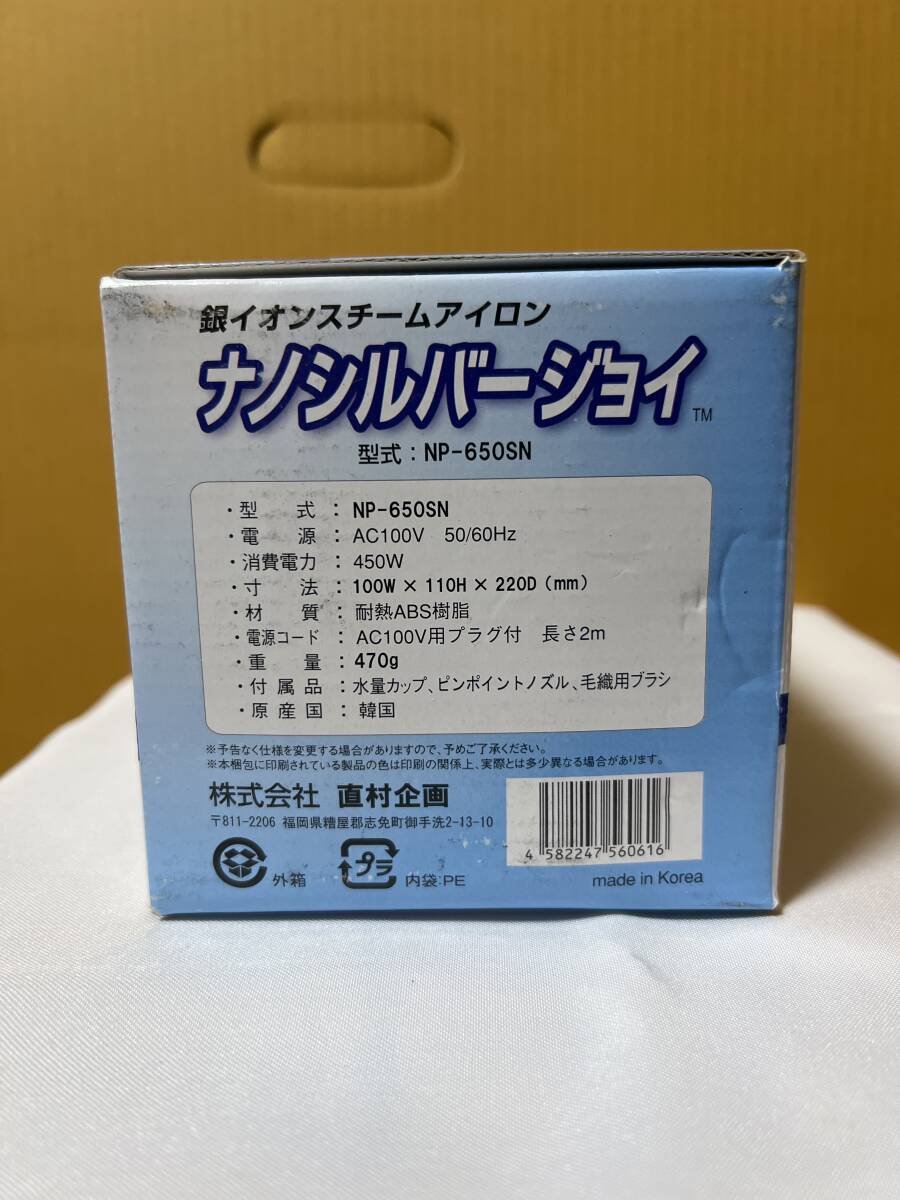 銀イオンスチームアイロン
ナノシルバージョイ™
型式：NP-650SN
・型　式：NP-650SN
・電　源：AC100V　50/60Hz
・消費電力：450W
・寸　法：100W×110H×220D（mm）
・材　質：耐熱ABS樹脂
・電源コード：AC100V用プラグ付　長さ2m
・重　量：470g
・付属品：水量カップ、ピンポイントノズル、毛織用ブラシ
・原産国：韓国
※予告なく仕様を変更する場合がありますので、予めご了承ください。
※本梱包に印刷されている製品の色は印刷の関係上、実際とは多少異なる場合があります。
株式会社 直村企画
〒811-2206 福岡県糟屋郡志免町御手洗2-13-10
4 582247 560616
外箱
プラ
内袋:PE
made in Korea